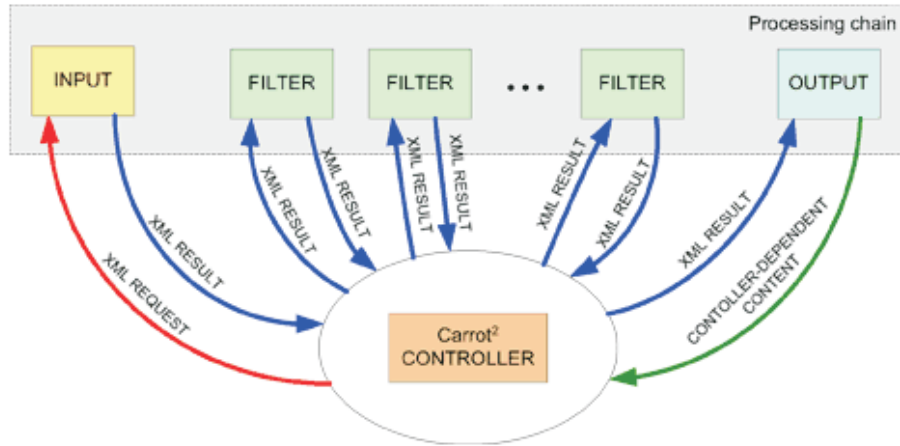 Processing chain
INPUT
FILTER
FILTER
...
FILTER
OUTPUT
XML REQUEST
XML RESULT
XML RESULT
XML RESULT
XML RESULT
XML RESULT
XML RESULT
XML RESULT
XML RESULT
CONTOLLER-DEPENDENT
CONTENT
Carrot²
CONTROLLER